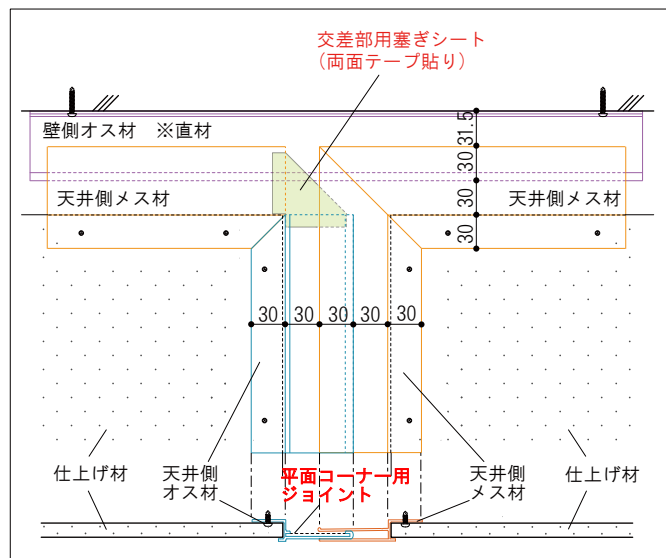 交差部用塞ぎシート
(両面テープ貼り)
壁側オス材 ※直材
31.5
30
30
30
天井側メス材
天井側メス材
30 30 30 30 30
仕上げ材
天井側
オス材
平面コーナー用
ジョイント
天井側
メス材
仕上げ材